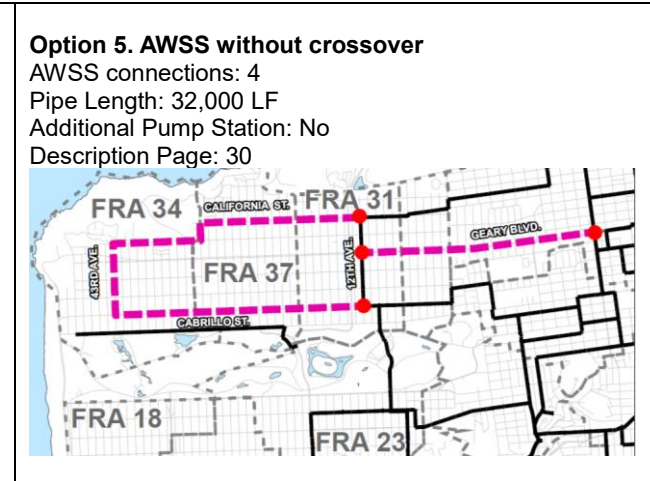 Option 5. AWSS without crossover
AWSS connections: 4
Pipe Length: 32,000 LF
Additional Pump Station: No
Description Page: 30
FRA 34
CALIFORNIA ST.
FRA 31
43RD AVE.
FRA 37
12TH AVE.
GEARY BLVD.
CABRILLO ST.
FRA 18
FRA 23